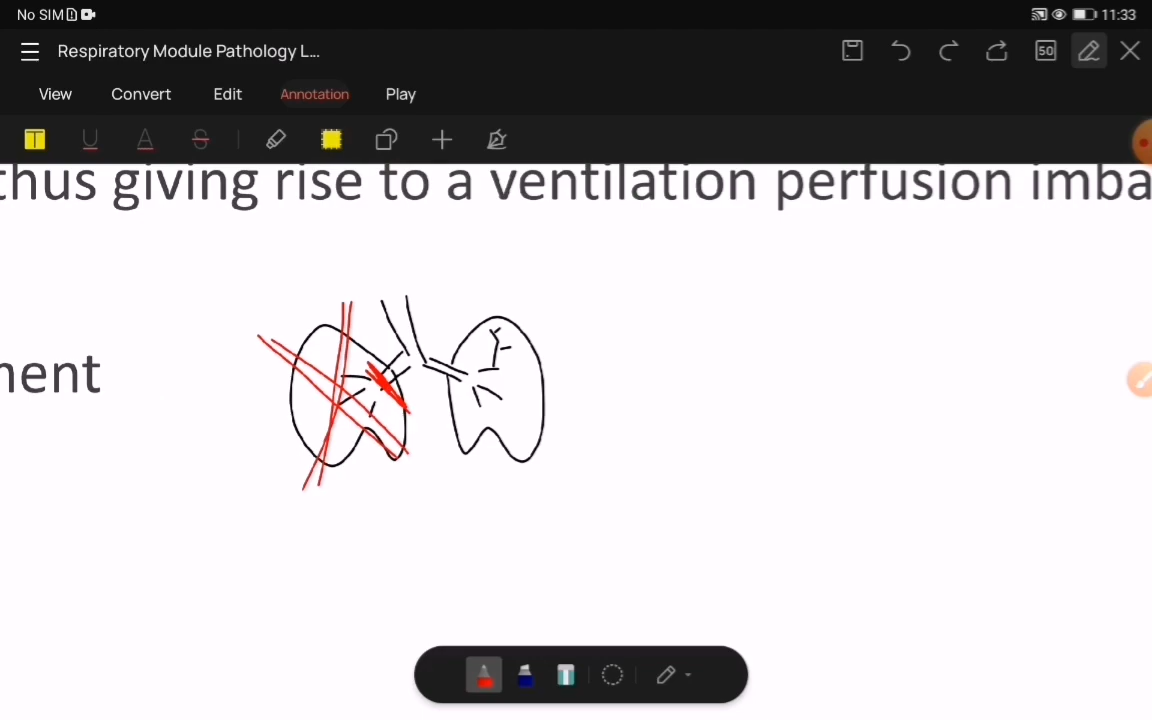 No SIM 11:33
Respiratory Module Pathology L... 50
View Convert Edit Annotation Play
T U A S
thus giving rise to a ventilation perfusion imba
nent